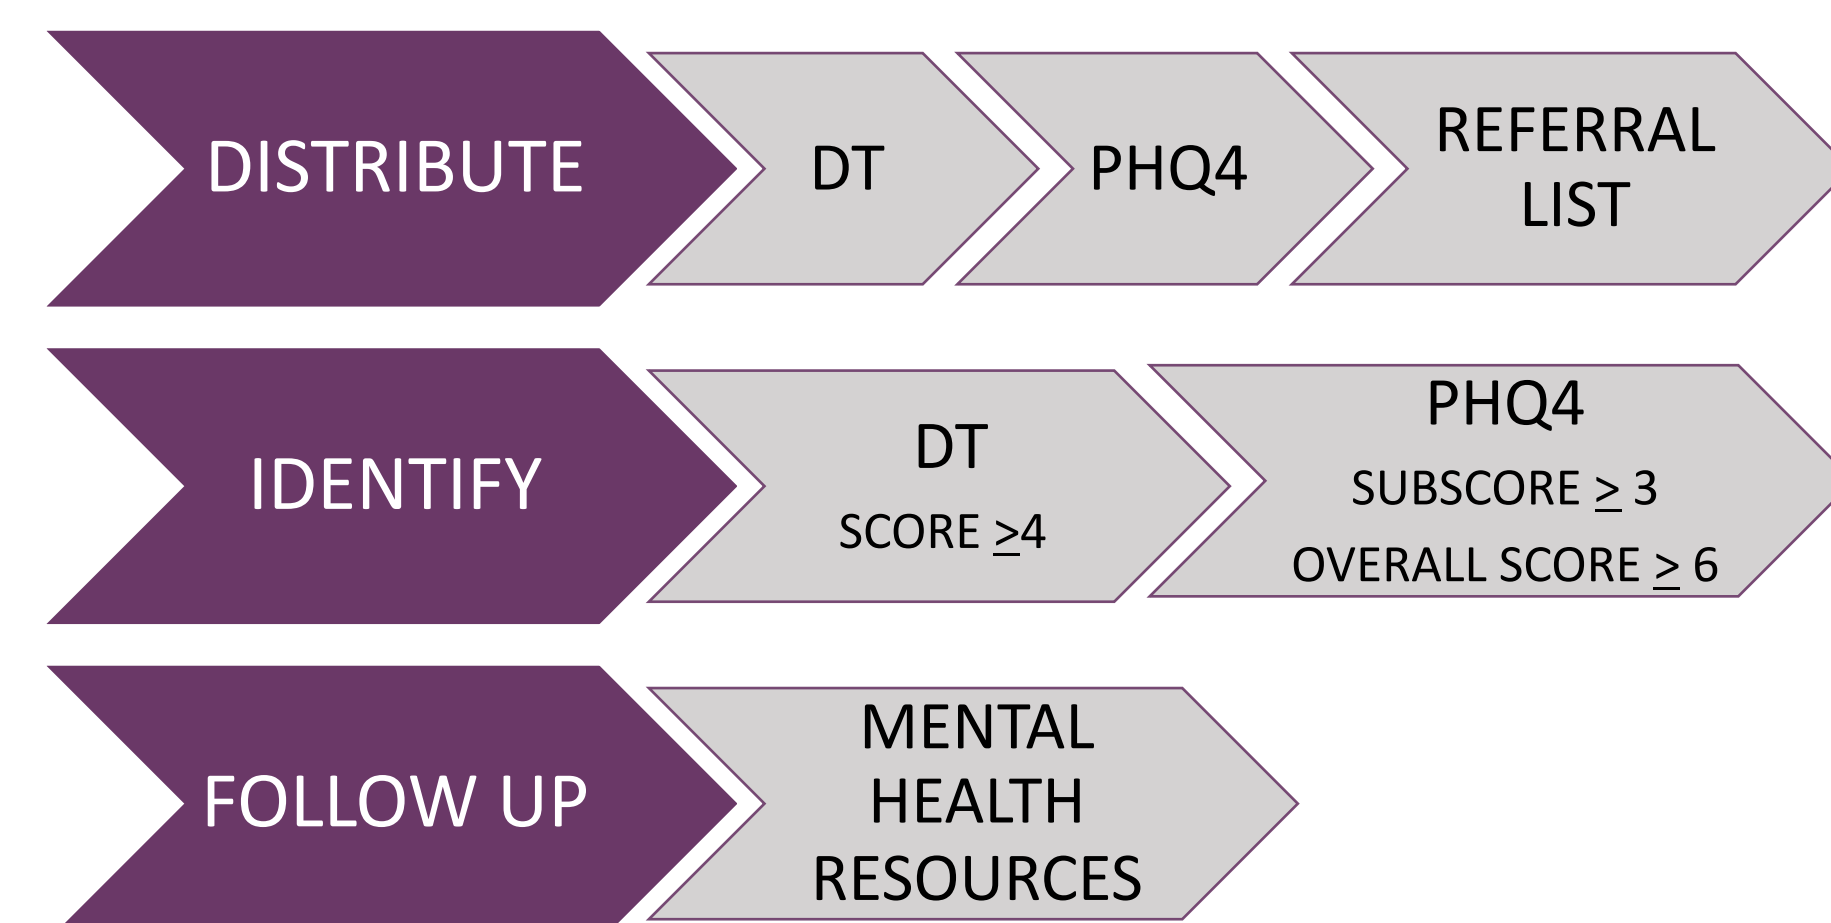 DISTRIBUTE
DT
PHQ4
REFERRAL
LIST
IDENTIFY
DT
SCORE ≥4
PHQ4
SUBSCORE ≥ 3
OVERALL SCORE ≥ 6
FOLLOW UP
MENTAL
HEALTH
RESOURCES